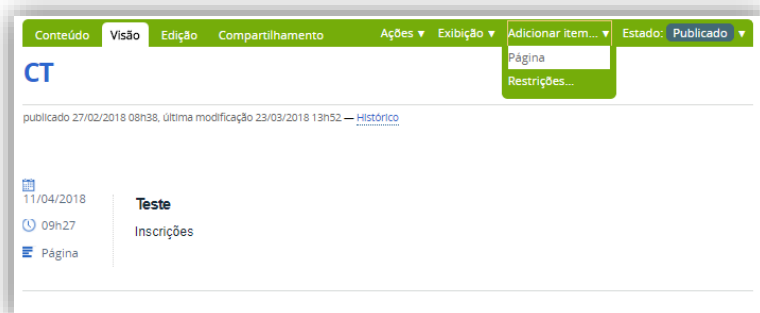 Conteúdo Visão Edição Compartilhamento Ações ▼ Exibição ▼ Adicionar item... ▼ Estado: Publicado ▼
Página
Restrições...
CT
publicado 27/02/2018 08h38, última modificação 23/03/2018 13h52 — Histórico
11/04/2018
Teste
09h27
Inscrições
Página